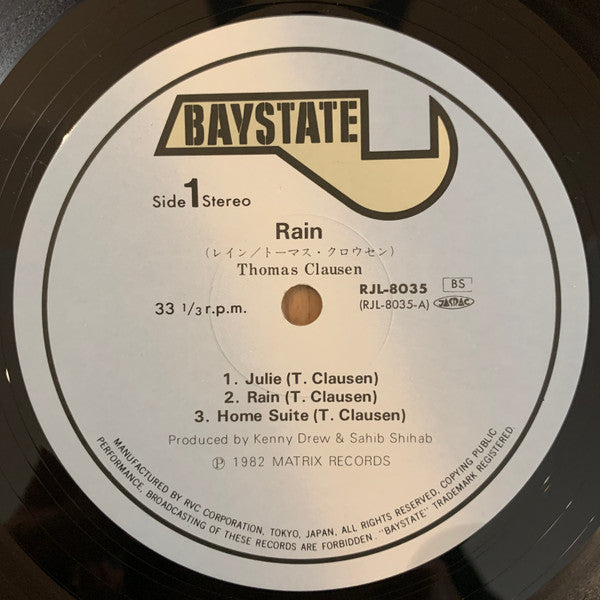 BAYSTATE
Side 1 Stereo
Rain
(レイン/トーマス・クロウセン)
Thomas Clausen
33 1/3 r.p.m.
RJL-8035 BS
(RJL-8035-A) JASRAC
1. Julie (T. Clausen)
2. Rain (T. Clausen)
3. Home Suite (T. Clausen)
Produced by Kenny Drew & Sahib Shihab
Ⓟ 1982 MATRIX RECORDS
MANUFACTURED BY RVC CORPORATION, TOKYO, JAPAN, ALL RIGHTS RESERVED, COPYING PUBLIC
PERFORMANCE, BROADCASTING OF THESE RECORDS ARE FORBIDDEN. "BAYSTATE" TRADEMARK REGISTERED.